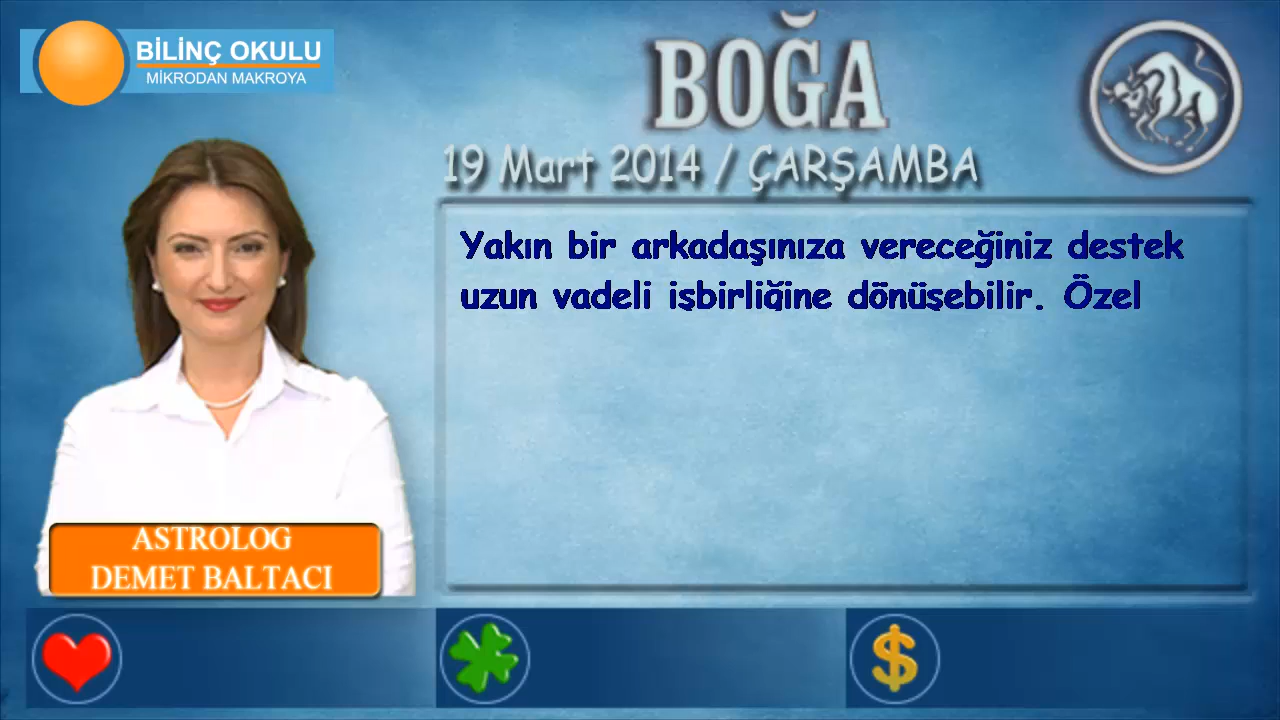 BİLİNÇ OKULU
MİKRODAN MAKROYA
BOĞA
19 Mart 2014 / ÇARŞAMBA
Yakın bir arkadaşınıza vereceğiniz destek
uzun vadeli işbirliğine dönüşebilir. Özel
ASTROLOG
DEMET BALTACI
$